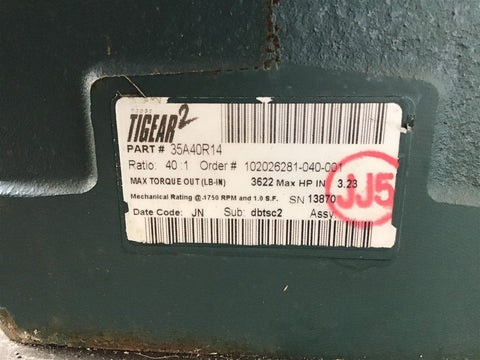 DODGE
TIGEAR 2
PART # 35A40R14
Ratio: 40 :1 Order # 102026281-040-001
MAX TORQUE OUT (LB-IN) 3622 Max HP IN 3.23
Mechanical Rating @ 1750 RPM and 1.0 S.F. SN 13870
JJ5
Date Code: JN Sub: dbtsc2 Assy